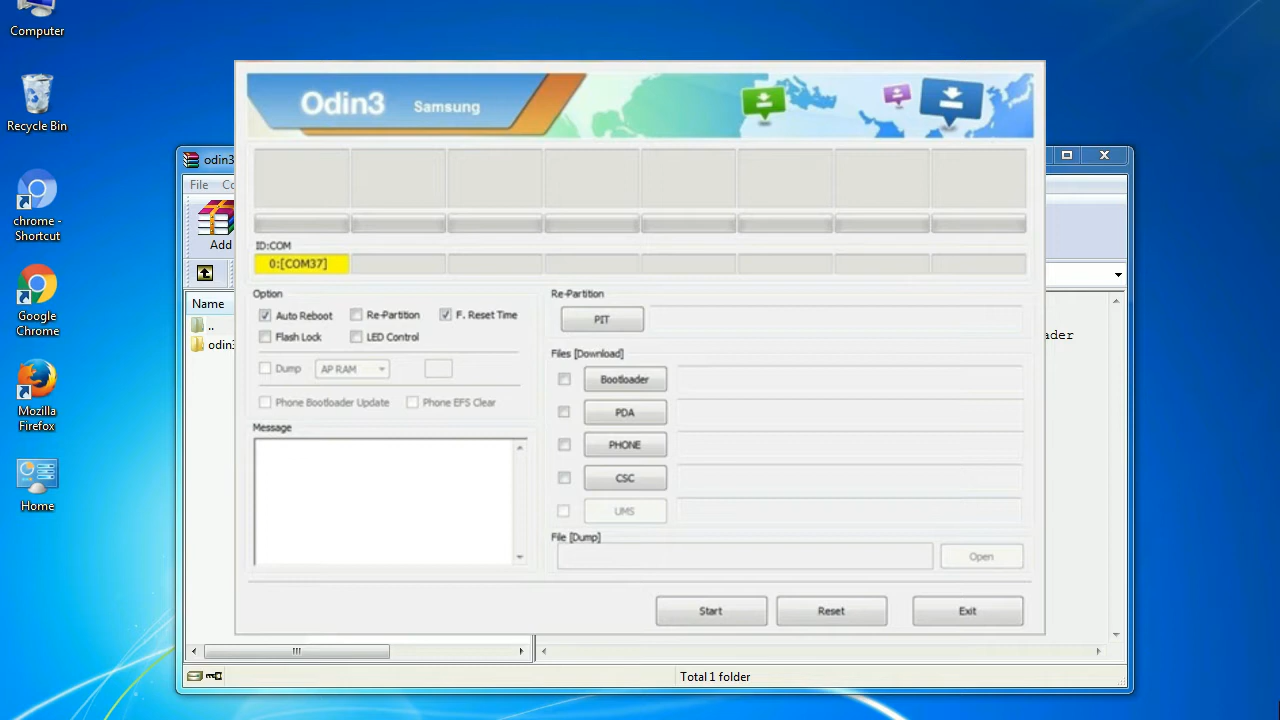 Computer
Recycle Bin
chrome -
Shortcut
Google
Chrome
Mozilla
Firefox
Home
odin3
File Co
Add
Name
..
odin3
ader
Total 1 folder
Odin3 Samsung
ID:COM
0:[COM37]
Option
Auto Reboot Re-Partition F. Reset Time
Flash Lock LED Control
Dump AP RAM
Phone Bootloader Update Phone EFS Clear
Message
Re-Partition
PIT
Files [Download]
Bootloader
PDA
PHONE
CSC
UMS
File [Dump]
Open
Start Reset Exit